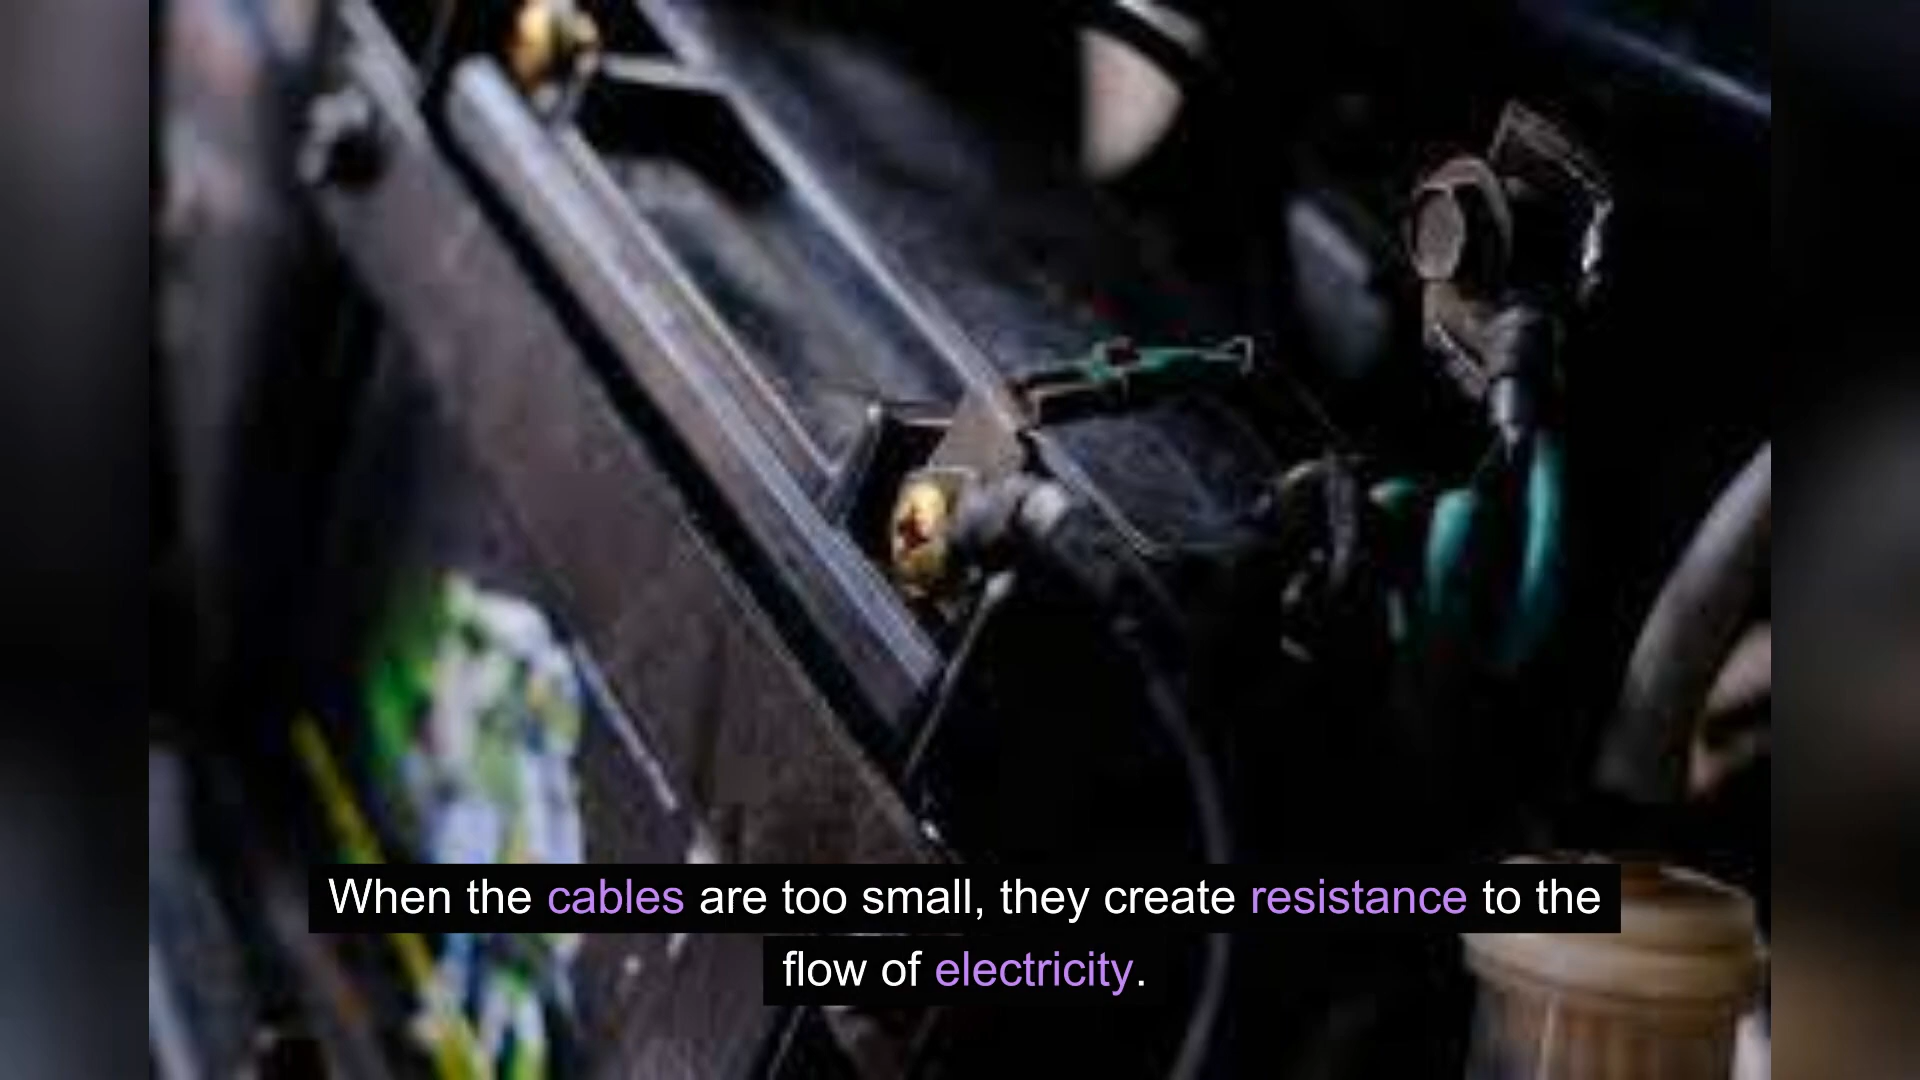 When the cables are too small, they create resistance to the
flow of electricity.